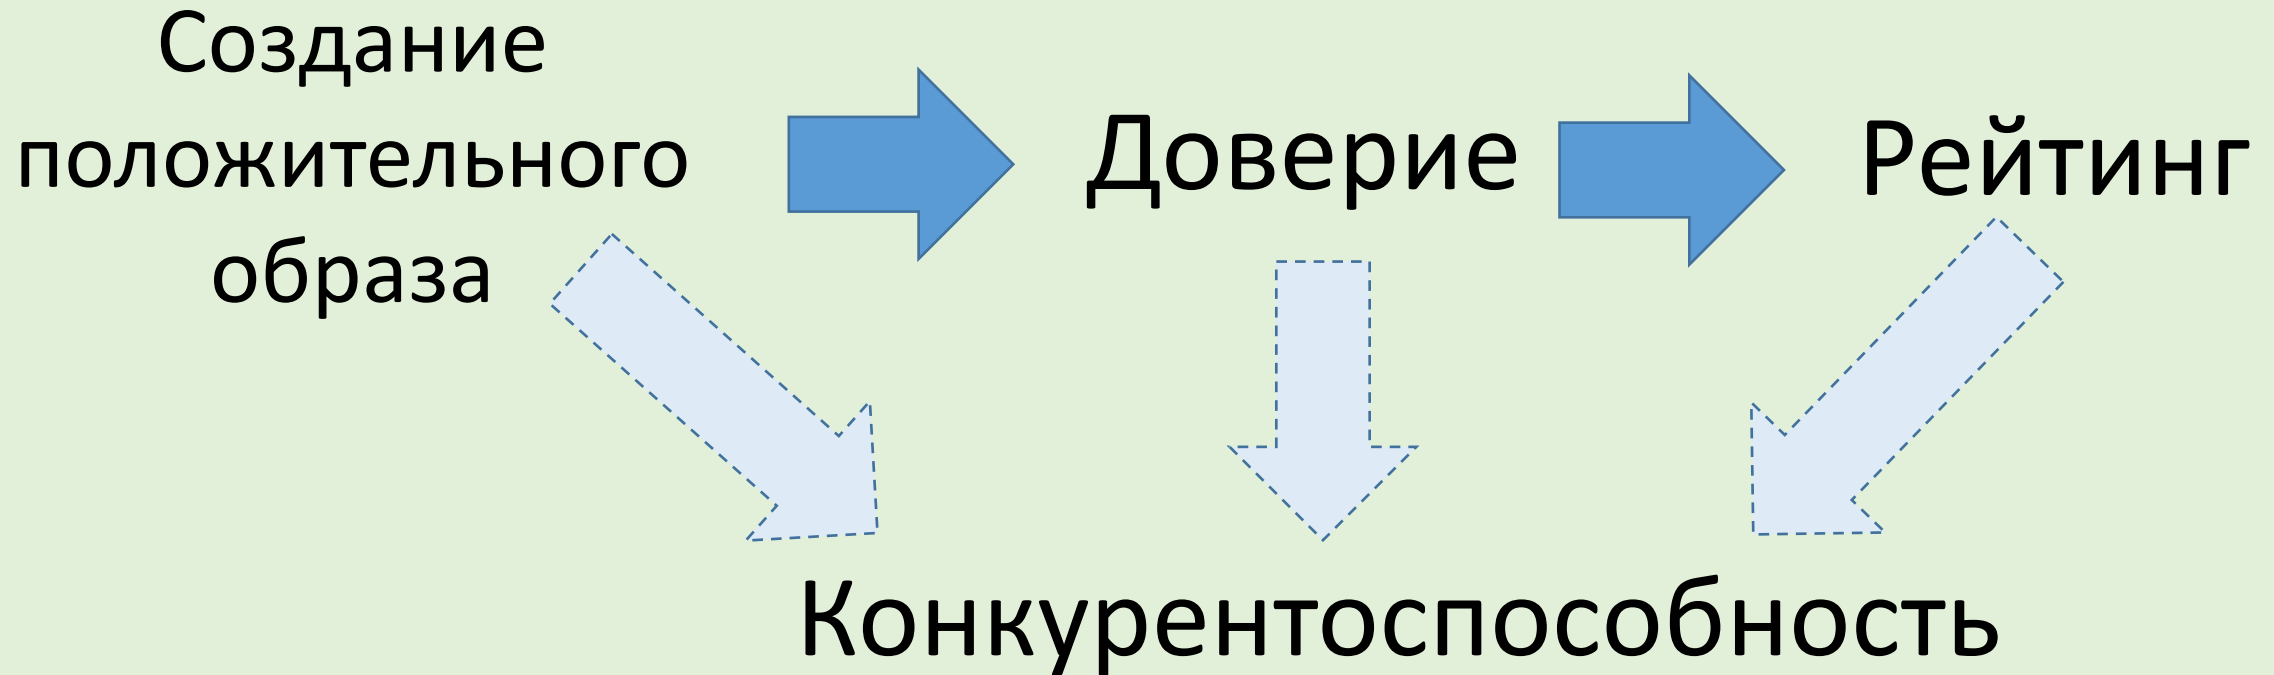 Создание
положительного
образа
Доверие
Рейтинг
Конкурентоспособность